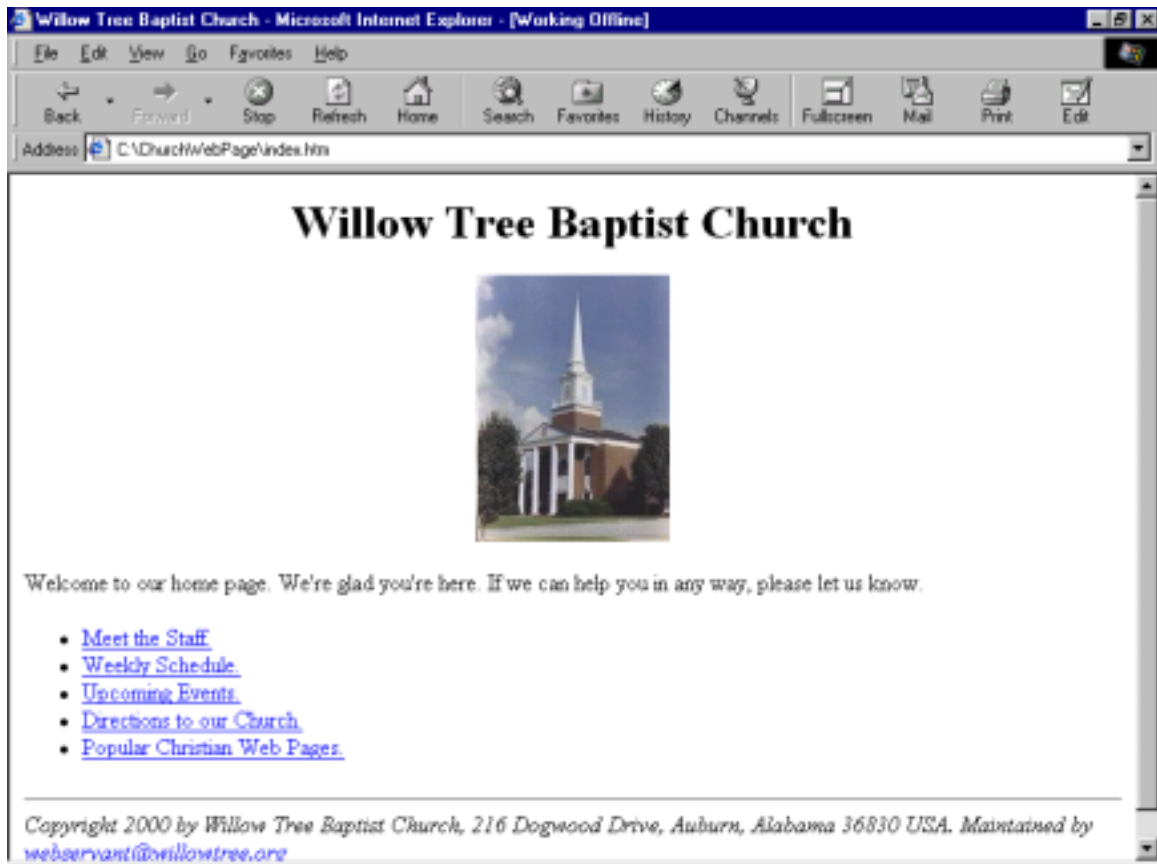 Willow Tree Baptist Church - Microsoft Internet Explorer - [Working Offline]
File Edit View Go Favorites Help
Back Forward Stop Refresh Home Search Favorites History Channels Fullscreen Mail Print Edit
Address C:\ChurchWebPage\index.htm
Willow Tree Baptist Church
Welcome to our home page. We're glad you're here. If we can help you in any way, please let us know.
Meet the Staff.
Weekly Schedule.
Upcoming Events.
Directions to our Church.
Popular Christian Web Pages.
Copyright 2000 by Willow Tree Baptist Church, 216 Dogwood Drive, Auburn, Alabama 36830 USA. Maintained by
webservant@willowtree.org